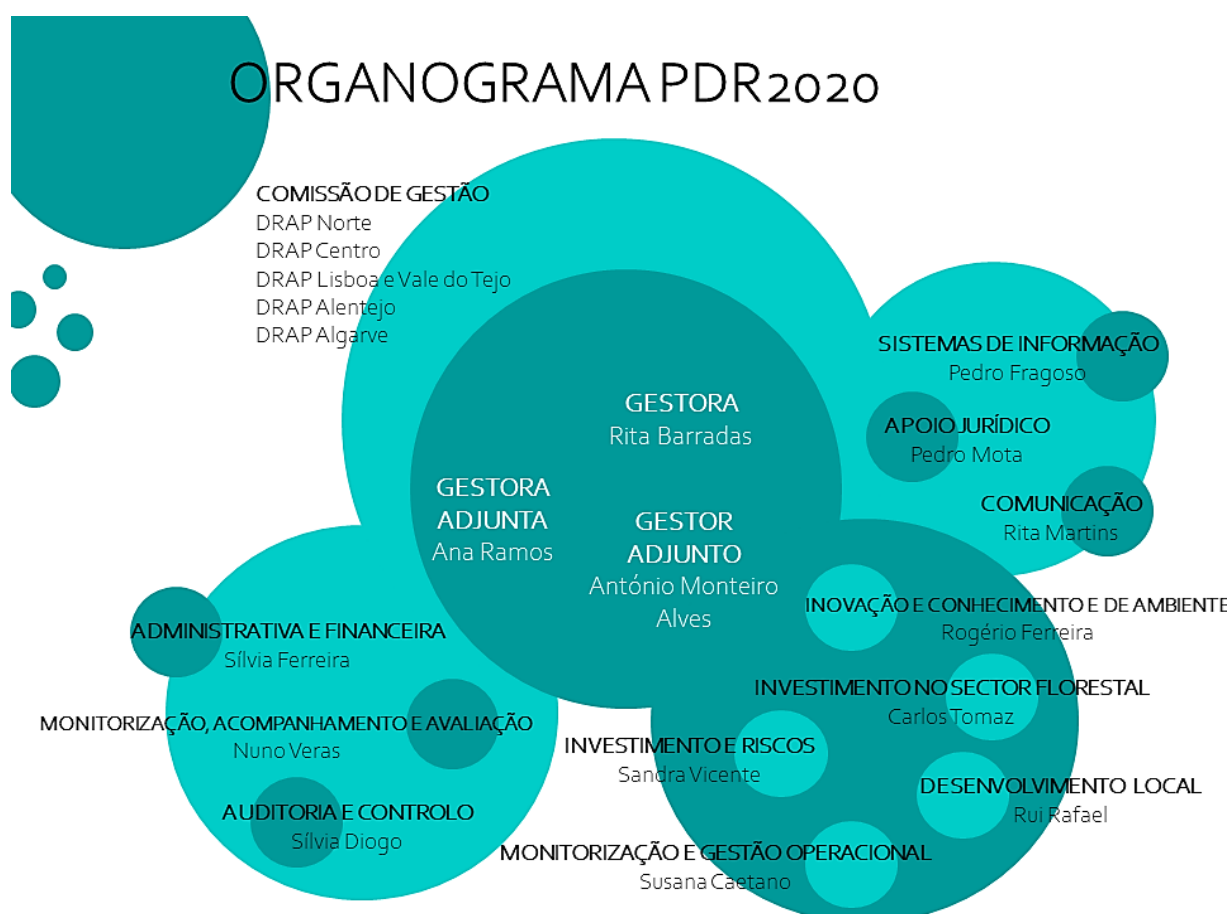 ORGANOGRAMA PDR2020
COMISSÃO DE GESTÃO
DRAP Norte
DRAP Centro
DRAP Lisboa e Vale do Tejo
DRAP Alentejo
DRAP Algarve
GESTORA
Rita Barradas
GESTORA
ADJUNTA
Ana Ramos
GESTOR
ADJUNTO
António Monteiro
Alves
SISTEMAS DE INFORMAÇÃO
Pedro Fragoso
APOIO JURÍDICO
Pedro Mota
COMUNICAÇÃO
Rita Martins
ADMINISTRATIVA E FINANCEIRA
Sílvia Ferreira
MONITORIZAÇÃO, ACOMPANHAMENTO E AVALIAÇÃO
Nuno Veras
AUDITORIA E CONTROLO
Sílvia Diogo
INOVAÇÃO E CONHECIMENTO E DE AMBIENTE
Rogério Ferreira
INVESTIMENTO NO SECTOR FLORESTAL
Carlos Tomaz
INVESTIMENTO E RISCOS
Sandra Vicente
DESENVOLVIMENTO LOCAL
Rui Rafael
MONITORIZAÇÃO E GESTÃO OPERACIONAL
Susana Caetano